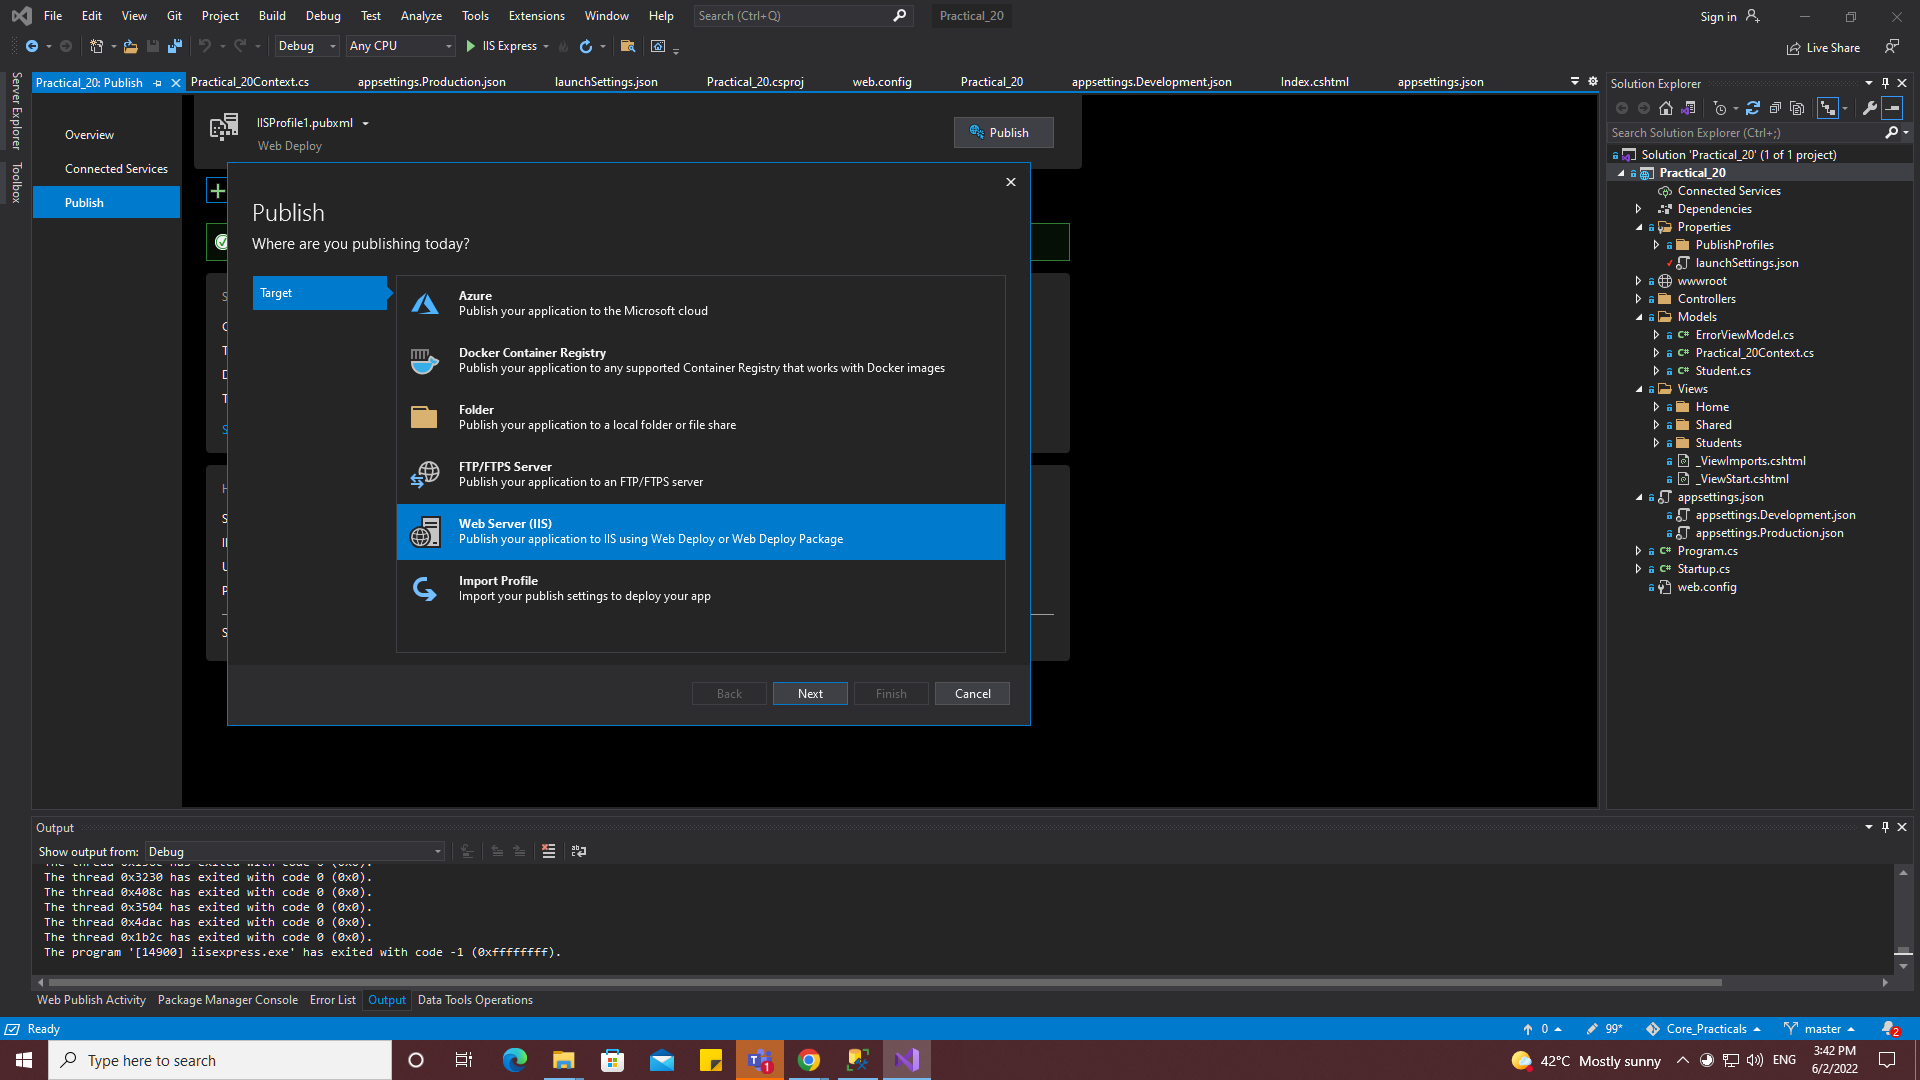 File Edit View Git Project Build Debug Test Analyze Tools Extensions Window Help Search (Ctrl+Q) Practical_20 Sign in
Debug Any CPU IIS Express Live Share
Server Explorer
Toolbox
Practical_20: Publish Practical_20Context.cs appsettings.Production.json launchSettings.json Practical_20.csproj web.config Practical_20 appsettings.Development.json Index.cshtml appsettings.json
Overview
Connected Services
Publish
IISProfile1.pubxml
Web Deploy
Publish
Publish
Where are you publishing today?
Target
Azure
Publish your application to the Microsoft cloud
Docker Container Registry
Publish your application to any supported Container Registry that works with Docker images
Folder
Publish your application to a local folder or file share
FTP/FTPS Server
Publish your application to an FTP/FTPS server
Web Server (IIS)
Publish your application to IIS using Web Deploy or Web Deploy Package
Import Profile
Import your publish settings to deploy your app
Back Next Finish Cancel
Solution Explorer
Search Solution Explorer (Ctrl+;)
Solution 'Practical_20' (1 of 1 project)
Practical_20
Connected Services
Dependencies
Properties
PublishProfiles
launchSettings.json
wwwroot
Controllers
Models
C# ErrorViewModel.cs
C# Practical_20Context.cs
C# Student.cs
Views
Home
Shared
Students
_ViewImports.cshtml
_ViewStart.cshtml
appsettings.json
appsettings.Development.json
appsettings.Production.json
C# Program.cs
C# Startup.cs
web.config
Output
Show output from: Debug
The thread 0x3230 has exited with code 0 (0x0).
The thread 0x408c has exited with code 0 (0x0).
The thread 0x3504 has exited with code 0 (0x0).
The thread 0x4dac has exited with code 0 (0x0).
The thread 0x1b2c has exited with code 0 (0x0).
The program '[14900] iisexpress.exe' has exited with code -1 (0xffffffff).
Web Publish Activity Package Manager Console Error List Output Data Tools Operations
Ready 0 99* Core_Practicals master 2
Type here to search 1 42°C Mostly sunny ENG 3:42 PM
6/2/2022